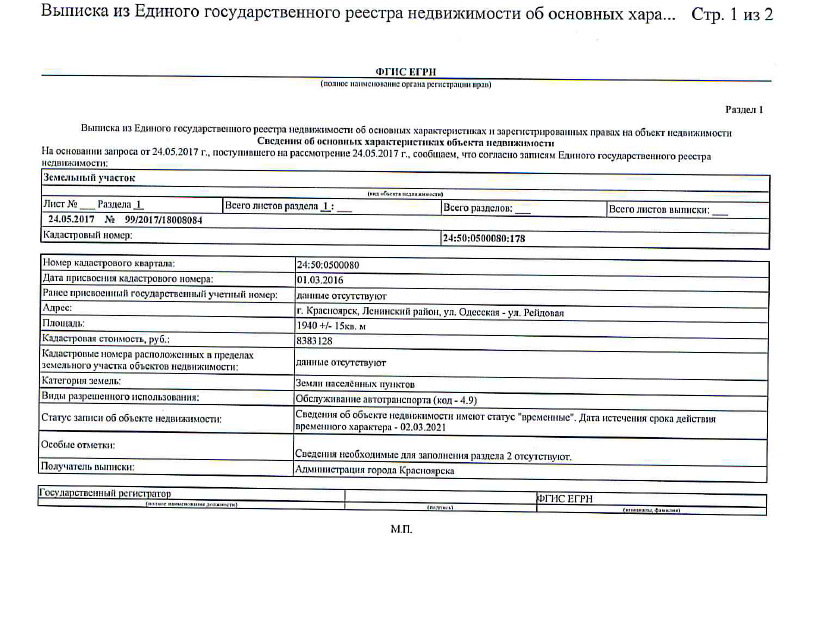 Выписка из Единого государственного реестра недвижимости об основных хара... Стр. 1 из 2
ФГИС ЕГРН
(полное наименование органа регистрации прав)
Раздел 1
Выписка из Единого государственного реестра недвижимости об основных характеристиках и зарегистрированных правах на объект недвижимости
Сведения об основных характеристиках объекта недвижимости
На основании запроса от 24.05.2017 г., поступившего на рассмотрение 24.05.2017 г., сообщаем, что согласно записям Единого государственного реестра
недвижимости:
Земельный участок
(вид объекта недвижимости)
Лист № ___ Раздела 1 Всего листов раздела 1 : ___ Всего разделов: ___ Всего листов выписки: ___
24.05.2017 № 99/2017/18008084
Кадастровый номер: 24:50:0500080:178
Номер кадастрового квартала: 24:50:0500080
Дата присвоения кадастрового номера: 01.03.2016
Ранее присвоенный государственный учетный номер: данные отсутствуют
Адрес: г. Красноярск, Ленинский район, ул. Одесская - ул. Рейдовая
Площадь: 1940 +/- 15кв. м
Кадастровая стоимость, руб.: 8383128
Кадастровые номера расположенных в пределах
земельного участка объектов недвижимости: данные отсутствуют
Категория земель: Земли населённых пунктов
Виды разрешенного использования: Обслуживание автотранспорта (код - 4.9)
Статус записи об объекте недвижимости: Сведения об объекте недвижимости имеют статус "временные". Дата истечения срока действия
временного характера - 02.03.2021
Особые отметки: Сведения необходимые для заполнения раздела 2 отсутствуют.
Получатель выписки: Администрация города Красноярска
Государственный регистратор ФГИС ЕГРН
(полное наименование должности) (подпись) (инициалы, фамилия)
М.П.